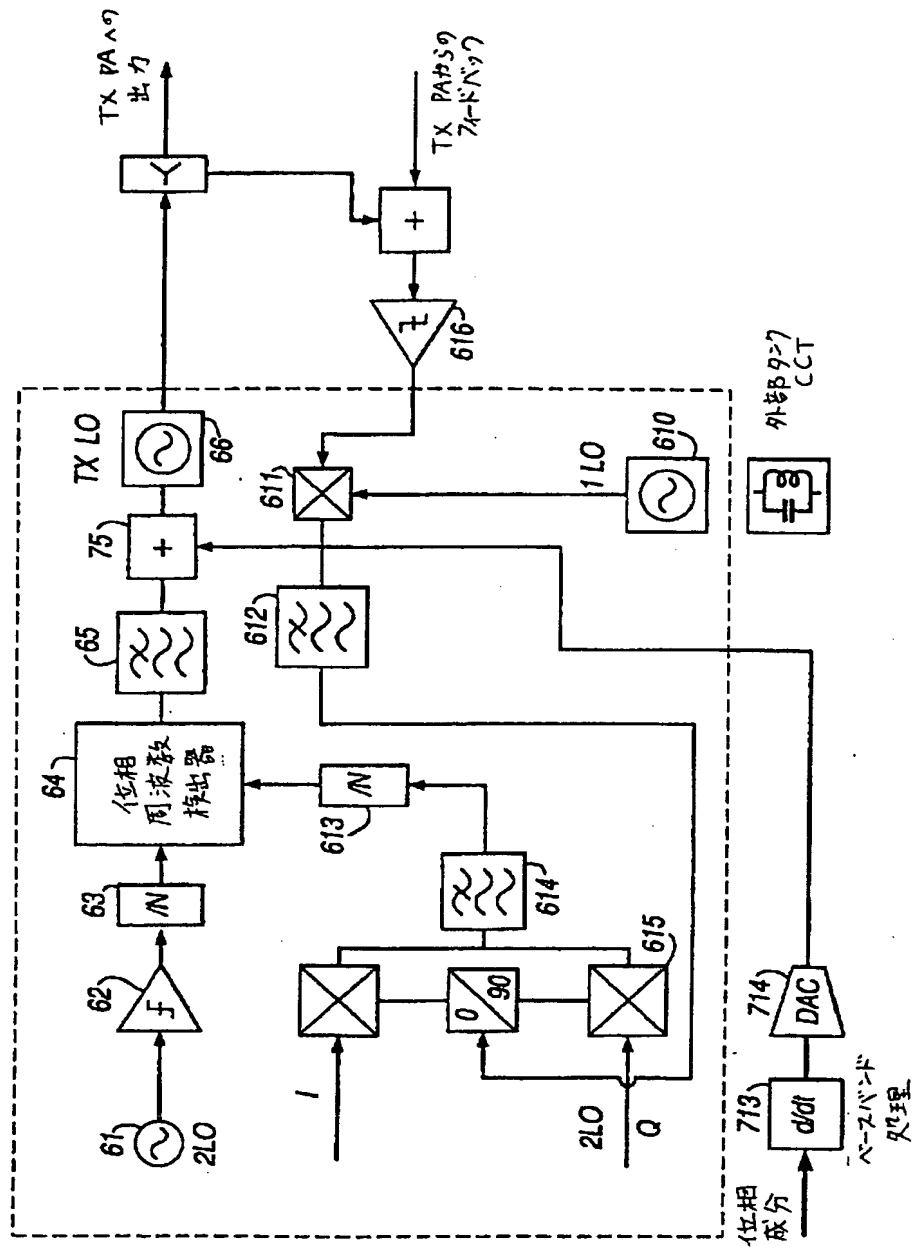 61
2LO
62
63
/N
64
位相
周波数
検出器
65
75
+
TX LO
66
TX PAへの
出力
TX PAからの
フィードバック
+
616
611
612
1 LO
610
外部タンク
CCT
/N
613
614
I
0
90
615
2LO
Q
位相
成分
713
d/dt
ベースバンド
処理
714
DAC